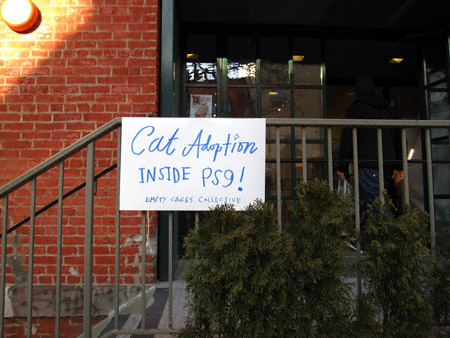 Cat Adoption
INSIDE PS9!
EMPTY CAGES COLLECTIVE